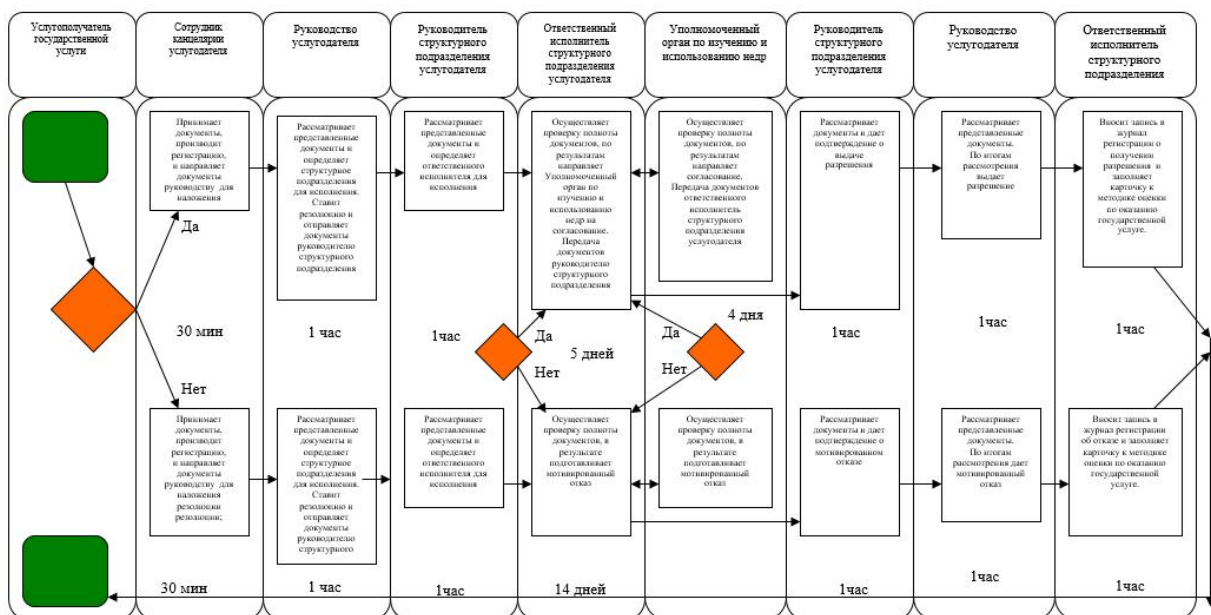 Услугополучатель
государственной
услуги
Сотрудник
канцелярии
услугодателя
Руководство
услугодателя
Руководитель
структурного
подразделения
услугодателя
Ответственный
исполнитель
структурного
подразделения
услугодателя
Уполномоченный
орган по изучению и
использованию недр
Руководитель
структурного
подразделения
услугодателя
Руководство
услугодателя
Ответственный
исполнитель
структурного
подразделения
Принимает
документы,
производит
регистрацию,
и направляет
документы
руководству для
наложения
Рассматривает
представленные
документы и
определяет
структурное
подразделения
для исполнения.
Ставит
резолюцию и
отправляет
документы
руководителю
структурного
подразделения
Рассматривает
представленные
документы и
определяет
ответственного
исполнителя для
исполнения
Осуществляет
проверку полноты
документов, по
результатам
направляет
Уполномоченный
орган по
изучению и
использованию
недр на
согласование.
Передача
документов
руководителю
структурного
подразделения
Осуществляет
проверку полноты
документов, по
результатам
направляет
согласование.
Передача документов
ответственного
исполнитель
структурного
подразделения
услугодателя
Рассматривает
документы и дает
подтверждение о
выдаче
разрешения
Рассматривает
представленные
документы.
По итогам
рассмотрения
выдает
разрешение
Вносит запись в
журнал
регистрации о
получении
разрешения и
заполняет
карточку к
методике оценки
по оказанию
государственной
услуге.
Да
30 мин
1 час
1час
Да
5 дней
Да
4 дня
1час
1час
1час
Нет
Нет
Нет
Принимает
документы,
производит
регистрацию,
и направляет
документы
руководству для
наложения
резолюции
резолюции;
Рассматривает
представленные
документы и
определяет
структурное
подразделения
для исполнения.
Ставит
резолюцию и
отправляет
документы
руководителю
структурного
Рассматривает
представленные
документы и
определяет
ответственного
исполнителя для
исполнения
Осуществляет
проверку полноты
документов, в
результате
подготавливает
мотивированный
отказ
Осуществляет
проверку полноты
документов, в
результате
подготавливает
мотивированный
отказ
Рассматривает
документы и дает
подтверждение о
мотивированном
отказе
Рассматривает
представленные
документы.
По итогам
рассмотрения дает
мотивированный
отказ
Вносит запись в
журнал регистрации
об отказе и заполняет
карточку к методике
оценки по оказанию
государственной
услуге.
30 мин
1 час
1час
14 дней
1час
1час
1час